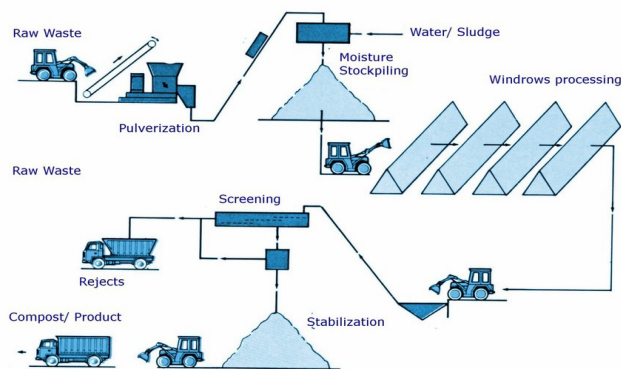 Raw Waste
Water/ Sludge
Moisture
Stockpiling
Windrows processing
Pulverization
Raw Waste
Screening
Rejects
Compost/ Product
Stabilization